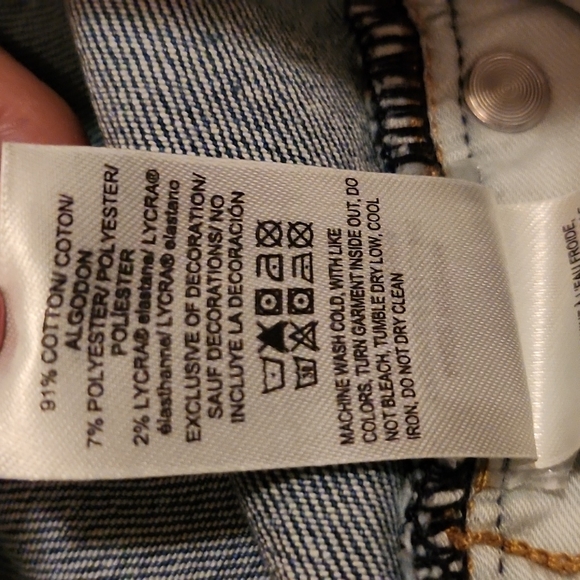 91% COTTON/ COTON/
ALGODON
7% POLYESTER/ POLYESTER/
POLIÉSTER
2% LYCRA® elastane/ LYCRA®
élasthanne/ LYCRA® elastano
EXCLUSIVE OF DECORATION/
SAUF DECORATIONS/ NO
INCLUYE LA DECORACIÓN
MACHINE WASH COLD, WITH LIKE
COLORS, TURN GARMENT INSIDE OUT, DO
NOT BLEACH, TUMBLE DRY LOW, COOL
IRON, DO NOT DRY CLEAN
FROIDE,